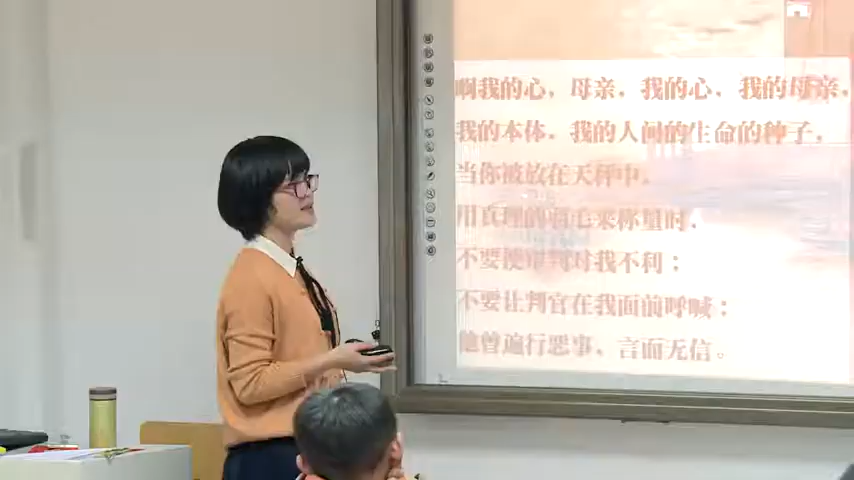 啊我的心,母亲,我的心、我的母亲,
我的本体。我的人间的生命的种子,
当你被放在天秤中。
用真理的羽毛来称量时。
不要使审判对我不利;
不要让判官在我面前呼喊:
他曾遍行恶事、言而无信。